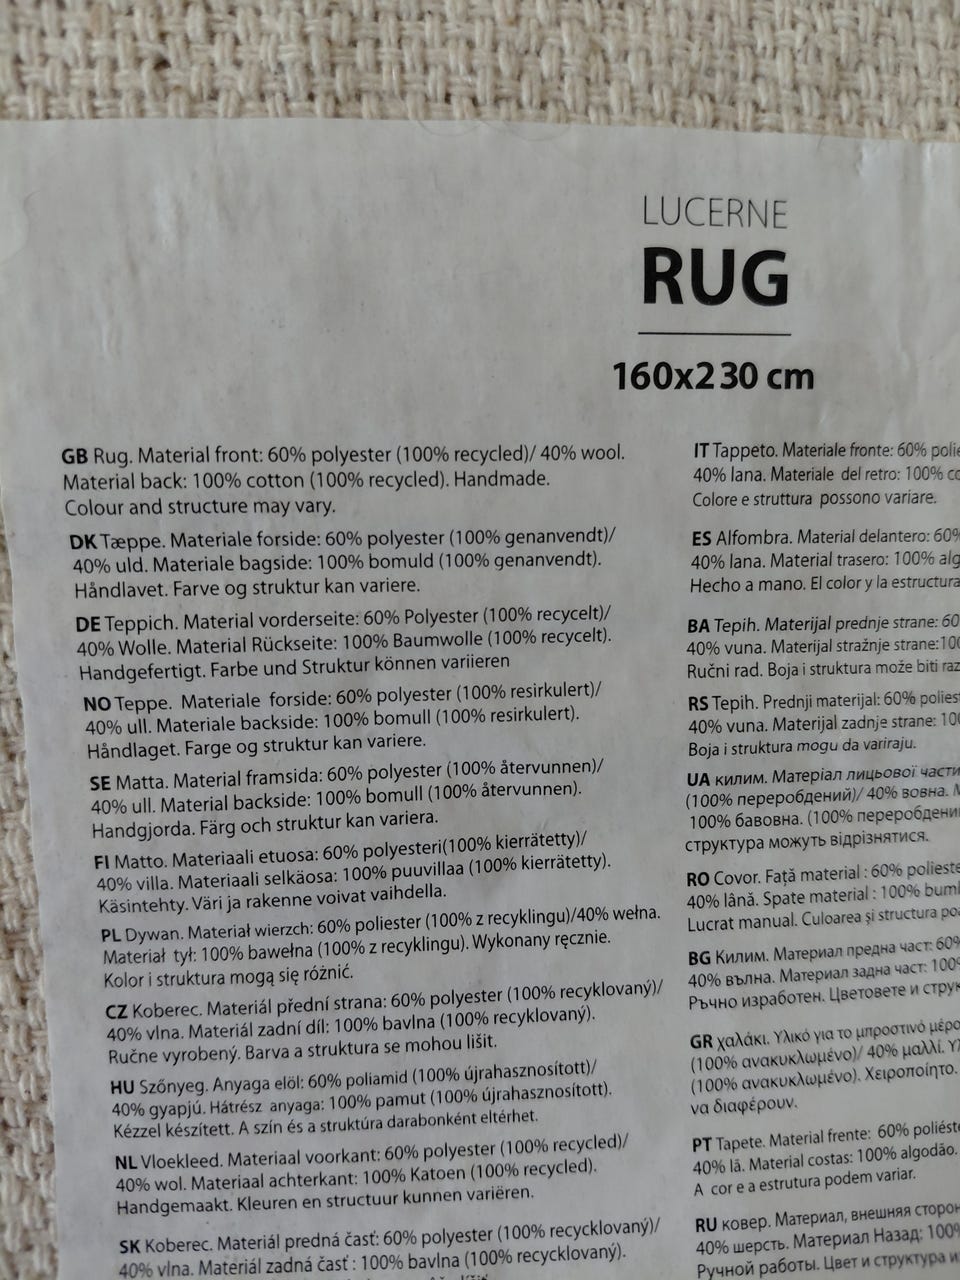 LUCERNE
RUG
160x230 cm
GB Rug. Material front: 60% polyester (100% recycled)/ 40% wool.
Material back: 100% cotton (100% recycled). Handmade.
Colour and structure may vary.
DK Tæppe. Materiale forside: 60% polyester (100% genanvendt)/
40% uld. Materiale bagside: 100% bomuld (100% genanvendt).
Håndlavet. Farve og struktur kan variere.
DE Teppich. Material vorderseite: 60% Polyester (100% recycelt)/
40% Wolle. Material Rückseite: 100% Baumwolle (100% recycelt).
Handgefertigt. Farbe und Struktur können variieren
NO Teppe. Materiale forside: 60% polyester (100% resirkulert)/
40% ull. Materiale backside: 100% bomull (100% resirkulert).
Håndlaget. Farge og struktur kan variere.
SE Matta. Material framsida: 60% polyester (100% återvunnen)/
40% ull. Material backside: 100% bomull (100% återvunnen).
Handgjorda. Färg och struktur kan variera.
FI Matto. Materiaali etuosa: 60% polyesteri(100% kierrätetty)/
40% villa. Materiaali selkäosa: 100% puuvillaa (100% kierrätetty).
Käsintehty. Väri ja rakenne voivat vaihdella.
PL Dywan. Materiał wierzch: 60% poliester (100% z recyklingu)/40% wełna.
Materiał tył: 100% bawełna (100% z recyklingu). Wykonany ręcznie.
Kolor i struktura mogą się różnić.
CZ Koberec. Materiál přední strana: 60% polyester (100% recyklovaný)/
40% vlna. Materiál zadní díl: 100% bavlna (100% recyklovaný).
Ručne vyrobený. Barva a struktura se mohou lišit.
HU Szőnyeg. Anyaga elöl: 60% poliamid (100% újrahasznosított)/
40% gyapjú. Hátrész anyaga: 100% pamut (100% újrahasznosított).
Kézzel készített. A szín és a struktúra darabonként eltérhet.
NL Vloekleed. Materiaal voorkant: 60% polyester (100% recycled)/
40% wol. Materiaal achterkant: 100% Katoen (100% recycled).
Handgemaakt. Kleuren en structuur kunnen variëren.
SK Koberec. Materiál predná časť: 60% polyester (100% recycklovaný)/
40% vlna. Materiál zadná časť : 100% bavlna (100% recycklovaný).
IT Tappeto. Materiale fronte: 60%
40% lana. Materiale del retro: 100%
Colore e struttura possono variare.
ES Alfombra. Material delantero: 60%
40% lana. Material trasero: 100%
Hecho a mano. El color y la estructura
BA Tepih. Materijal prednje strane:
40% vuna. Materijal stražnje strane:
Ručni rad. Boja i struktura može biti
RS Tepih. Prednji materijal: 60%
40% vuna. Materijal zadnje strane:
Boja i struktura mogu da variraju.
UA килим. Матеріал лицьової части
(100% перероблений)/ 40% вовна.
100% бавовна. (100%
структура можуть відрізнятися.
RO Covor. Față material : 60%
40% lână. Spate material : 100%
Lucrat manual. Culoarea și structura
BG Килим. Материал предна част: 60%
40% вълна. Материал задна част:
Ръчно изработен. Цветовете и
GR χαλάκι. Υλικό για το μπροστινό
(100% ανακυκλωμένο)/ 40% μαλλί.
(100% ανακυκλωμένο). Χειροποίητο.
να διαφέρουν.
PT Tapete. Material frente: 60%
40% lã. Material costas: 100% algodão.
A cor e a estrutura podem variar.
RU ковер. Материал, внешняя
40% шерсть. Материал Назад:
Ручной работы. Цвет и структура